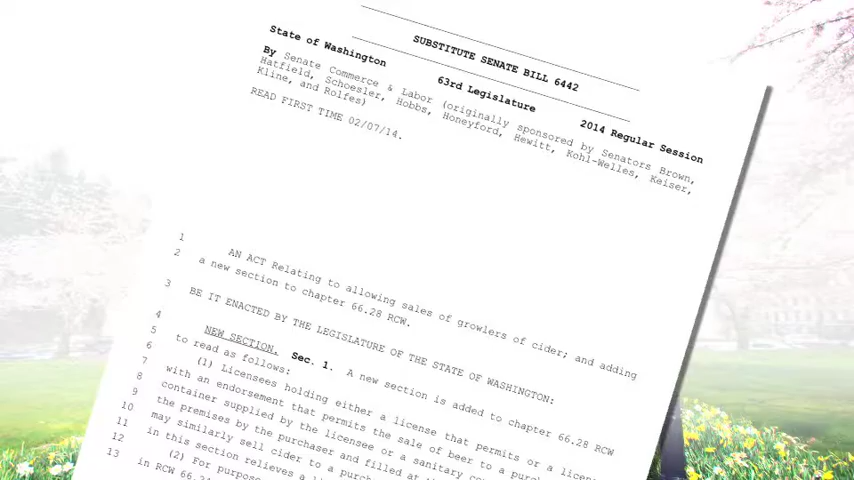 SUBSTITUTE SENATE BILL 6442
State of Washington 63rd Legislature 2014 Regular Session
By Senate Commerce & Labor (originally sponsored by Senators Brown,
Hatfield, Schoesler, Hobbs, Honeyford, Hewitt, Kohl-Welles, Keiser,
Kline, and Rolfes)
READ FIRST TIME 02/07/14.
1 AN ACT Relating to allowing sales of growlers of cider; and adding
2 a new section to chapter 66.28 RCW.
3 BE IT ENACTED BY THE LEGISLATURE OF THE STATE OF WASHINGTON:
4 NEW SECTION. Sec. 1. A new section is added to chapter 66.28 RCW
5 to read as follows:
6 (1) Licensees holding either a license that permits or a
7 with an endorsement that permits the sale of beer to a
8 container supplied by the licensee or a sanitary
9 the premises by the purchaser and filled at
10 may similarly sell cider to a
11 in this section relieves a
12 (2) For
13 in RCW